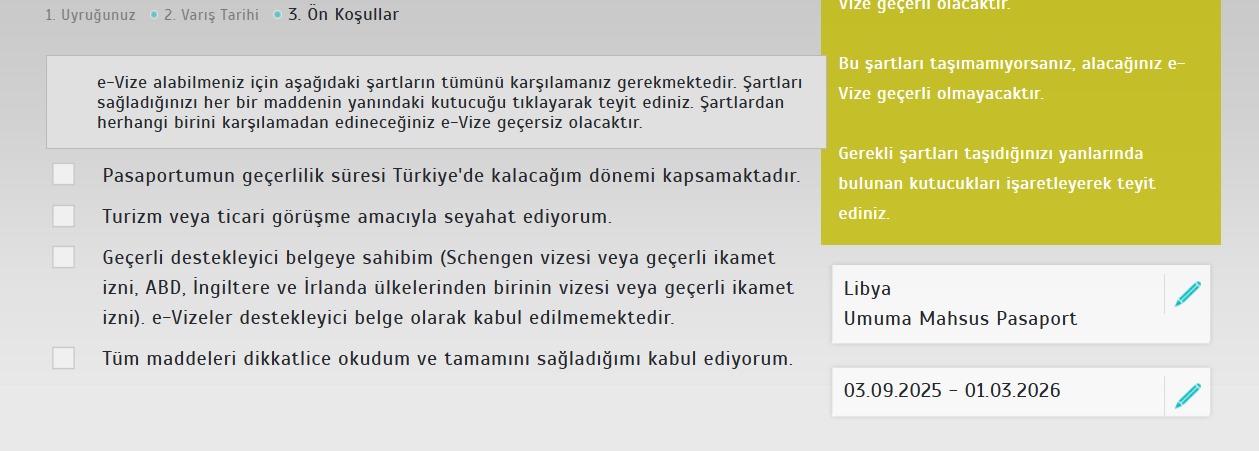 1. Uyruğunuz 2. Varış Tarihi 3. Ön Koşullar
e-Vize alabilmeniz için aşağıdaki şartların tümünü karşılamanız gerekmektedir. Şartları
sağladığınızı her bir maddenin yanındaki kutucuğu tıklayarak teyit ediniz. Şartlardan
herhangi birini karşılamadan edineceğiniz e-Vize geçersiz olacaktır.
Pasaportumun geçerlilik süresi Türkiye'de kalacağım dönemi kapsamaktadır.
Turizm veya ticari görüşme amacıyla seyahat ediyorum.
Geçerli destekleyici belgeye sahibim (Schengen vizesi veya geçerli ikamet
izni, ABD, İngiltere ve İrlanda ülkelerinden birinin vizesi veya geçerli ikamet
izni). e-Vizeler destekleyici belge olarak kabul edilmemektedir.
Tüm maddeleri dikkatlice okudum ve tamamını sağladığımı kabul ediyorum.
Vize geçerli olacaktır.
Bu şartları taşımamıyorsanız, alacağınız e-
Vize geçerli olmayacaktır.
Gerekli şartları taşıdığınızı yanlarında
bulunan kutucukları işaretleyerek teyit
ediniz.
Libya
Umuma Mahsus Pasaport
03.09.2025 - 01.03.2026